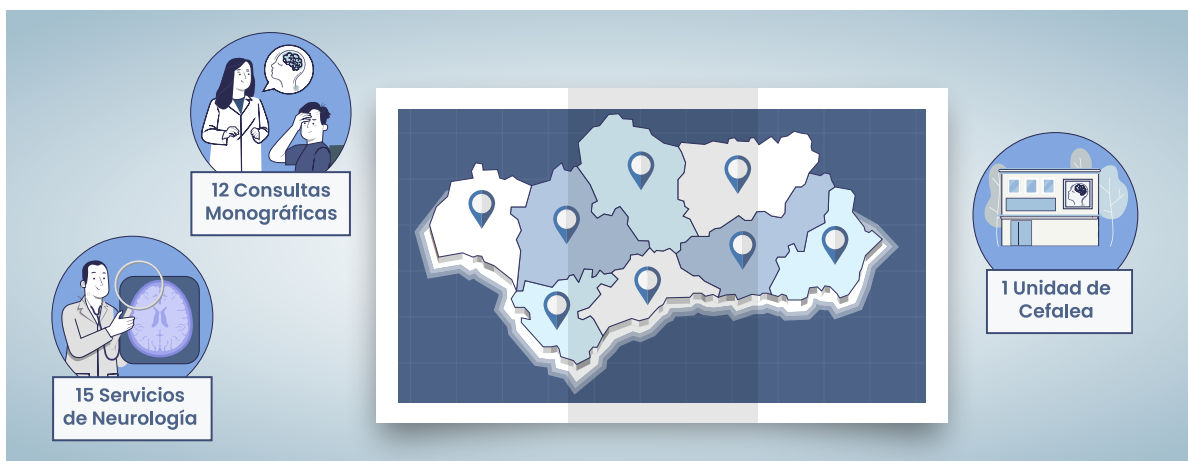 12 Consultas
Monográficas
15 Servicios
de Neurología
1 Unidad de
Cefalea